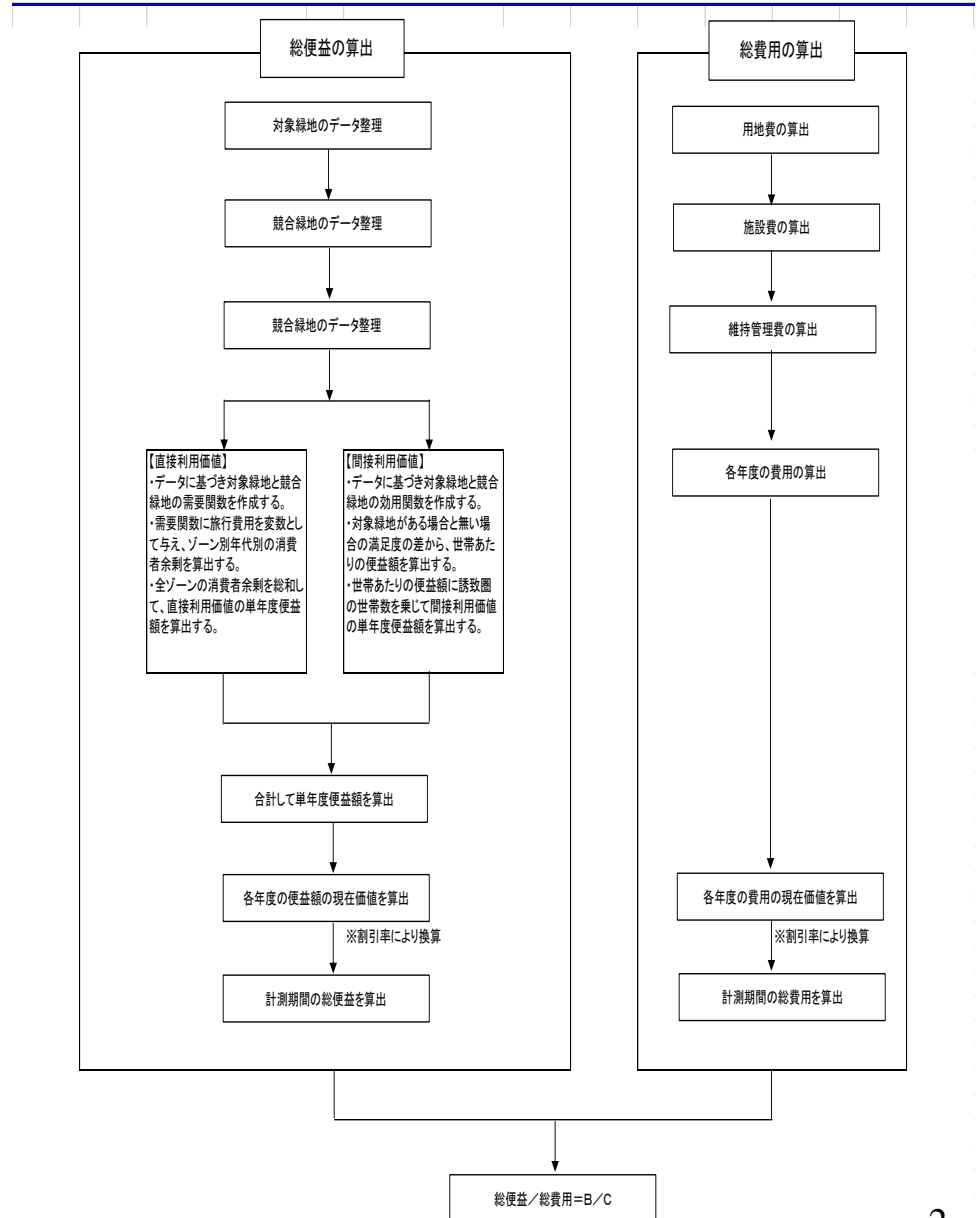 総便益の算出
対象緑地のデータ整理
競合緑地のデータ整理
競合緑地のデータ整理
【直接利用価値】
・データに基づき対象緑地と競合
緑地の需要関数を作成する。
・需要関数に旅行費用を変数とし
て与え、ゾーン別年代別の消費
者余剰を算出する。
・全ゾーンの消費者余剰を総和し
て、直接利用価値の単年度便益
額を算出する。
【間接利用価値】
・データに基づき対象緑地と競合
緑地の効用関数を作成する。
・対象緑地がある場合と無い場
合の満足度の差から、世帯あた
りの便益額を算出する。
・世帯あたりの便益額に誘致圏
の世帯数を乗じて間接利用価値
の単年度便益額を算出する。
合計して単年度便益額を算出
各年度の便益額の現在価値を算出
※割引率により換算
計測期間の総便益を算出
総費用の算出
用地費の算出
施設費の算出
維持管理費の算出
各年度の費用の算出
各年度の費用の現在価値を算出
※割引率により換算
計測期間の総費用を算出
総便益／総費用＝B／C